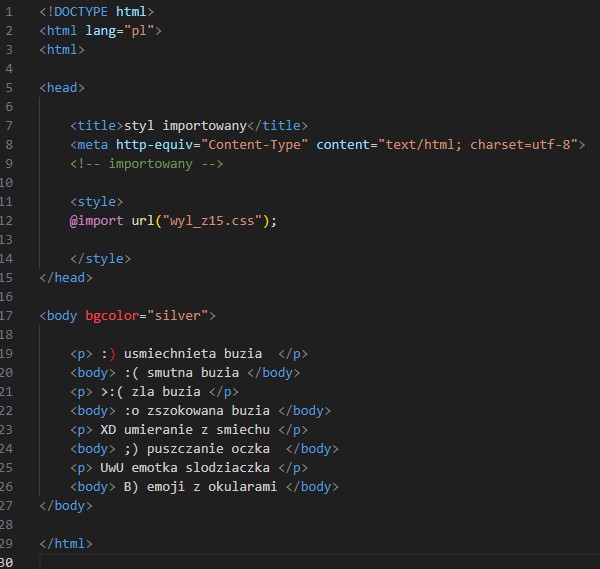 1 <!DOCTYPE html>
2 <html lang="pl">
3 <html>
4
5 <head>
6
7 <title>styl importowany</title>
8 <meta http-equiv="Content-Type" content="text/html; charset=utf-8">
9 <!-- importowany -->
10
11 <style>
12 @import url("wyl_z15.css");
13
14 </style>
15 </head>
16
17 <body bgcolor="silver">
18
19 <p> :) usmiechnieta buzia  </p>
20 <body> :( smutna buzia </body>
21 <p> >:( zla buzia </p>
22 <body> :o zszokowana buzia </body>
23 <p> XD umieranie z smiechu </p>
24 <body> ;) puszczanie oczka  </body>
25 <p> UwU emotka slodziaczka </p>
26 <body> B) emoji z okularami </body>
27 </body>
28
29 </html>
30